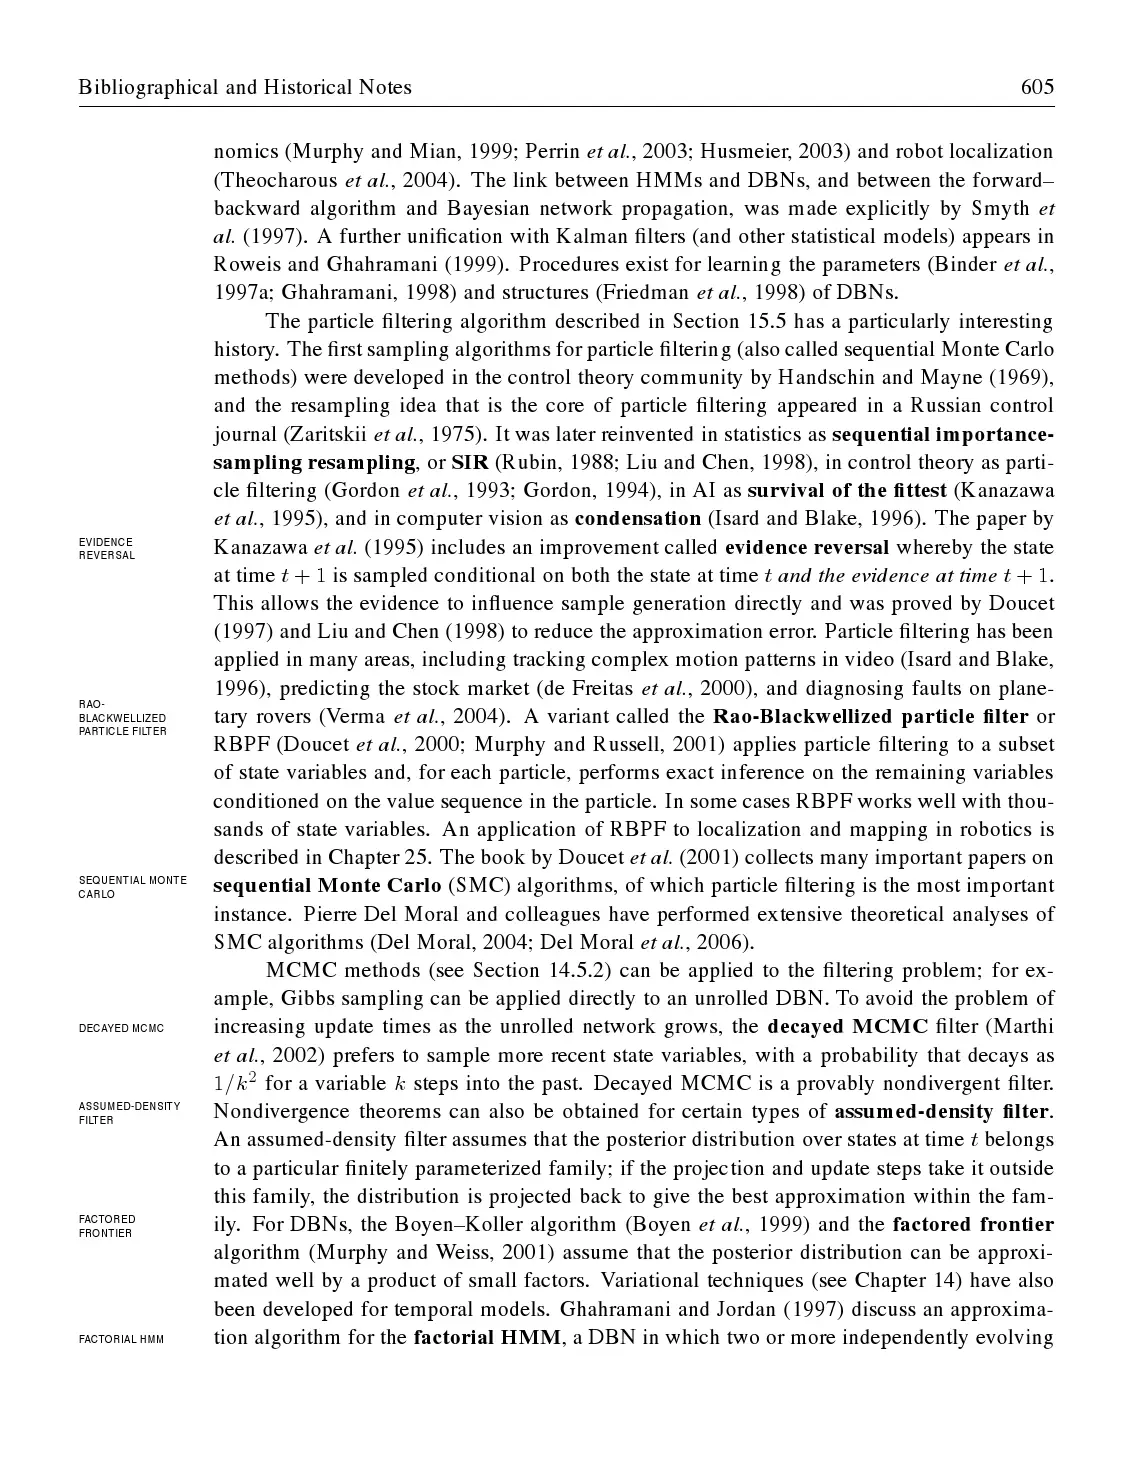 Bibliographical and Historical Notes 605
nomics (Murphy and Mian, 1999; Perrin et al., 2003; Husmeier, 2003) and robot localization
(Theocharous et al., 2004). The link between HMMs and DBNs, and between the forward–
backward algorithm and Bayesian network propagation, was made explicitly by Smyth et
al. (1997). A further unification with Kalman filters (and other statistical models) appears in
Roweis and Ghahramani (1999). Procedures exist for learning the parameters (Binder et al.,
1997a; Ghahramani, 1998) and structures (Friedman et al., 1998) of DBNs.
The particle filtering algorithm described in Section 15.5 has a particularly interesting
history. The first sampling algorithms for particle filtering (also called sequential Monte Carlo
methods) were developed in the control theory community by Handschin and Mayne (1969),
and the resampling idea that is the core of particle filtering appeared in a Russian control
journal (Zaritskii et al., 1975). It was later reinvented in statistics as sequential importance-
sampling resampling, or SIR (Rubin, 1988; Liu and Chen, 1998), in control theory as parti-
cle filtering (Gordon et al., 1993; Gordon, 1994), in AI as survival of the fittest (Kanazawa
et al., 1995), and in computer vision as condensation (Isard and Blake, 1996). The paper by
EVIDENCE
REVERSAL
Kanazawa et al. (1995) includes an improvement called evidence reversal whereby the state
at time t + 1 is sampled conditional on both the state at time t and the evidence at time t + 1.
This allows the evidence to influence sample generation directly and was proved by Doucet
(1997) and Liu and Chen (1998) to reduce the approximation error. Particle filtering has been
applied in many areas, including tracking complex motion patterns in video (Isard and Blake,
1996), predicting the stock market (de Freitas et al., 2000), and diagnosing faults on plane-
RAO-
BLACKWELLIZED
PARTICLE FILTER
tary rovers (Verma et al., 2004). A variant called the Rao-Blackwellized particle filter or
RBPF (Doucet et al., 2000; Murphy and Russell, 2001) applies particle filtering to a subset
of state variables and, for each particle, performs exact inference on the remaining variables
conditioned on the value sequence in the particle. In some cases RBPF works well with thou-
sands of state variables. An application of RBPF to localization and mapping in robotics is
described in Chapter 25. The book by Doucet et al. (2001) collects many important papers on
SEQUENTIAL MONTE
CARLO
sequential Monte Carlo (SMC) algorithms, of which particle filtering is the most important
instance. Pierre Del Moral and colleagues have performed extensive theoretical analyses of
SMC algorithms (Del Moral, 2004; Del Moral et al., 2006).
MCMC methods (see Section 14.5.2) can be applied to the filtering problem; for ex-
ample, Gibbs sampling can be applied directly to an unrolled DBN. To avoid the problem of
DECAYED MCMC
increasing update times as the unrolled network grows, the decayed MCMC filter (Marthi
et al., 2002) prefers to sample more recent state variables, with a probability that decays as
1/k² for a variable k steps into the past. Decayed MCMC is a provably nondivergent filter.
ASSUMED-DENSITY
FILTER
Nondivergence theorems can also be obtained for certain types of assumed-density filter.
An assumed-density filter assumes that the posterior distribution over states at time t belongs
to a particular finitely parameterized family; if the projection and update steps take it outside
this family, the distribution is projected back to give the best approximation within the fam-
FACTORED
FRONTIER
ily. For DBNs, the Boyen–Koller algorithm (Boyen et al., 1999) and the factored frontier
algorithm (Murphy and Weiss, 2001) assume that the posterior distribution can be approxi-
mated well by a product of small factors. Variational techniques (see Chapter 14) have also
been developed for temporal models. Ghahramani and Jordan (1997) discuss an approxima-
FACTORIAL HMM
tion algorithm for the factorial HMM, a DBN in which two or more independently evolving